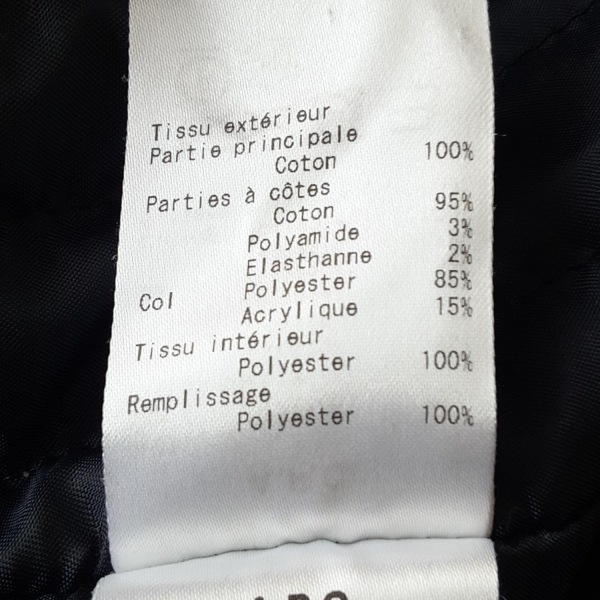 Tissu extérieur
Partie principale
Coton 100%
Parties à côtes
Coton 95%
Polyamide 3%
Elasthanne 2%
Col Polyester 85%
Acrylique 15%
Tissu intérieur
Polyester 100%
Remplissage
Polyester 100%